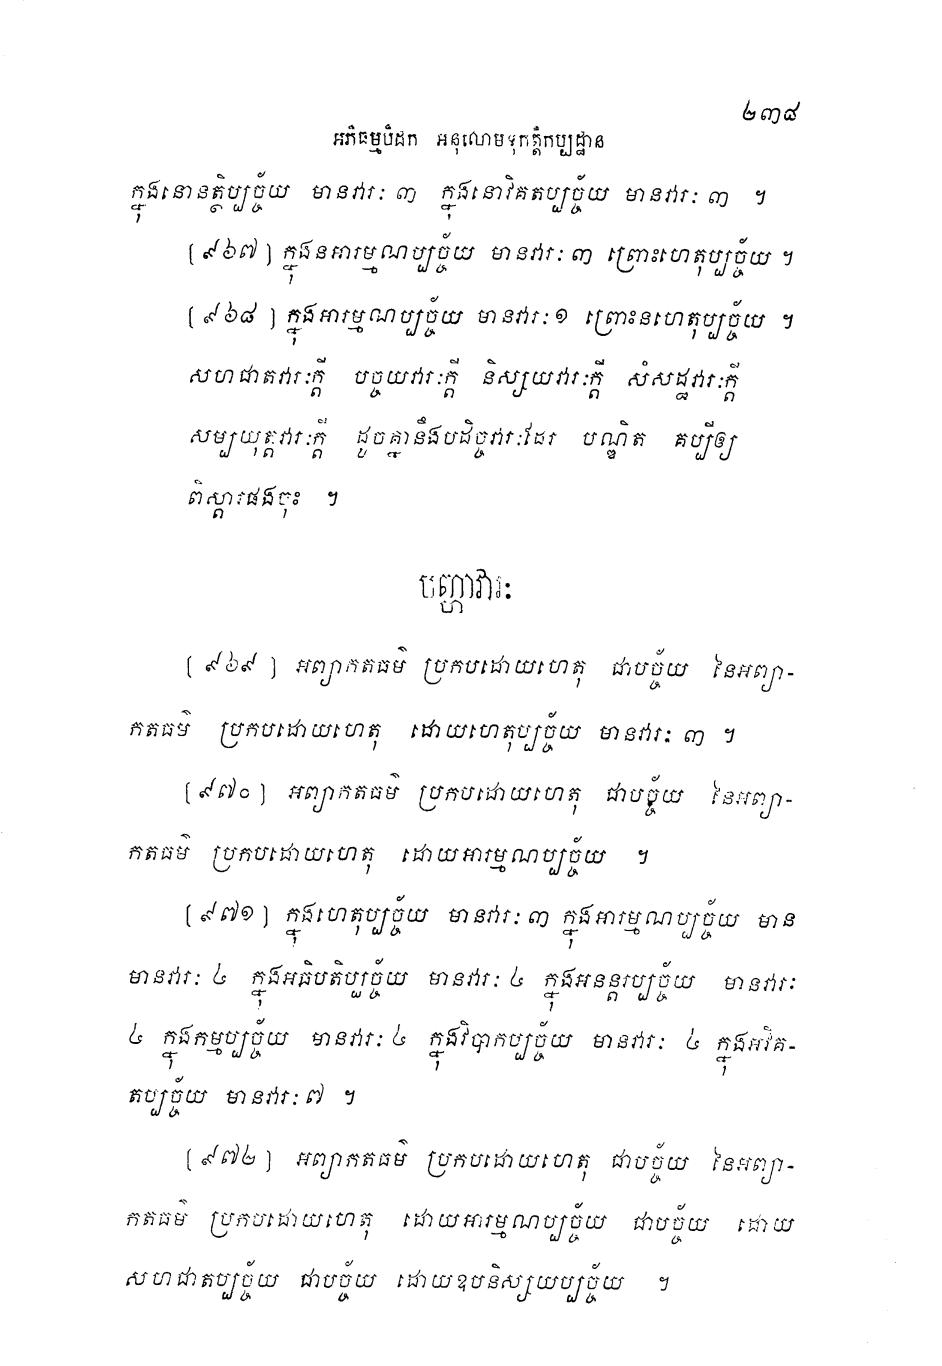 ២៣៨
អភិធម្មបិដក អនុលោមទុកត្តិកប្បដ្ឋាន
ក្នុងនោនត្ថិប្បច្ច័យ មានវារៈ ៣ ក្នុងនោវិគតប្បច្ច័យ មានវារៈ ៣ ។
[៩៦៧] ក្នុងនអារម្មណប្បច្ច័យ មានវារៈ ៣ ព្រោះហេតុប្បច្ច័យ ។
[៩៦៨] ក្នុងអារម្មណប្បច្ច័យ មានវារៈ ១ ព្រោះនហេតុប្បច្ច័យ ។
សហជាតវារៈក្តី បច្ចយវារៈក្តី និស្សយវារៈក្តី សំសដ្ឋវារៈក្តី
សម្បយុត្តវារៈក្តី ដូចគ្នានឹងបដិច្ចវារៈដែរ បណ្ឌិត គប្បីឲ្យ
ពិស្តារផងចុះ ។
បញ្ហាវារៈ
[៩៦៩] អព្យាកតធម៌ ប្រកបដោយហេតុ ជាបច្ច័យ នៃអព្យា-
កតធម៌ ប្រកបដោយហេតុ ដោយហេតុប្បច្ច័យ មានវារៈ ៣ ។
[៩៧០] អព្យាកតធម៌ ប្រកបដោយហេតុ ជាបច្ច័យ នៃអព្យា-
កតធម៌ ប្រកបដោយហេតុ ដោយអារម្មណប្បច្ច័យ ។
[៩៧១] ក្នុងហេតុប្បច្ច័យ មានវារៈ ៣ ក្នុងអារម្មណប្បច្ច័យ មាន
មានវារៈ ៤ ក្នុងអធិបតិប្បច្ច័យ មានវារៈ ៤ ក្នុងអនន្តរប្បច្ច័យ មានវារៈ
៤ ក្នុងកម្មប្បច្ច័យ មានវារៈ ៤ ក្នុងវិបាកប្បច្ច័យ មានវារៈ ៤ ក្នុងអវិគ-
តប្បច្ច័យ មានវារៈ ៧ ។
[៩៧២] អព្យាកតធម៌ ប្រកបដោយហេតុ ជាបច្ច័យ នៃអព្យា-
កតធម៌ ប្រកបដោយហេតុ ដោយអារម្មណប្បច្ច័យ ជាបច្ច័យ ដោយ
សហជាតប្បច្ច័យ ជាបច្ច័យ ដោយឧបនិស្សយប្បច្ច័យ ។